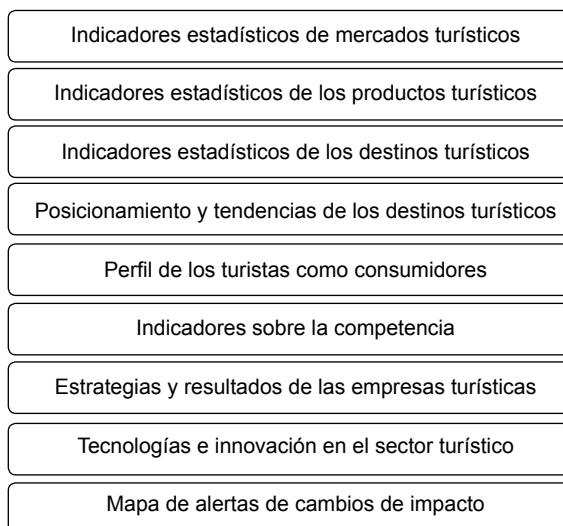 Indicadores estadísticos de mercados turísticos
Indicadores estadísticos de los productos turísticos
Indicadores estadísticos de los destinos turísticos
Posicionamiento y tendencias de los destinos turísticos
Perfil de los turistas como consumidores
Indicadores sobre la competencia
Estrategias y resultados de las empresas turísticas
Tecnologías e innovación en el sector turístico
Mapa de alertas de cambios de impacto